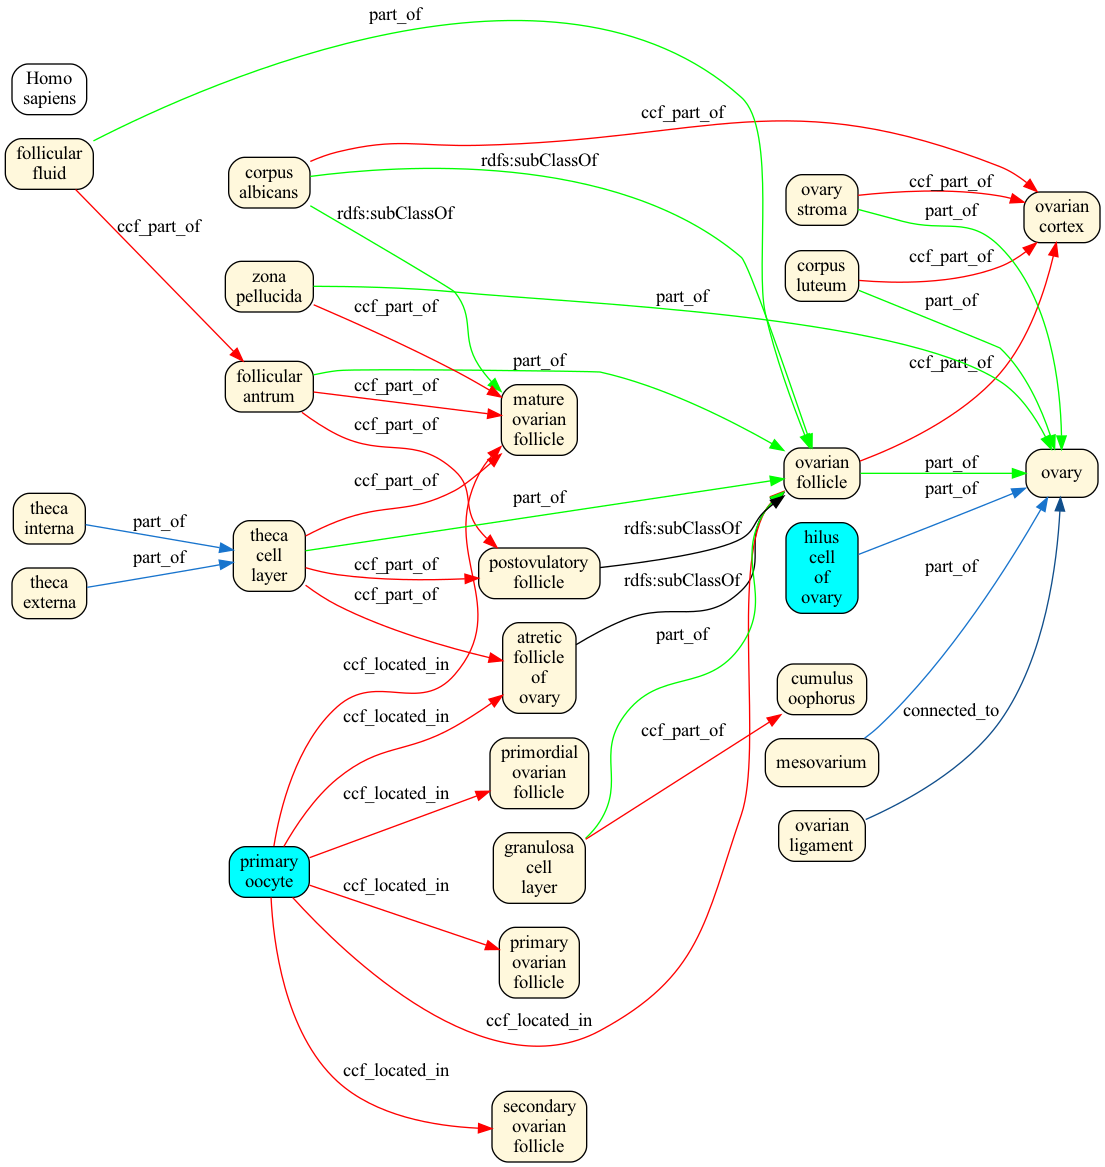 part_of
Homo
sapiens
follicular
fluid
ccf_part_of
corpus
albicans
ccf_part_of
rdfs:subClassOf
rdfs:subClassOf
ovary
stroma
ccf_part_of
part_of
ovarian
cortex
zona
pellucida
part_of
ccf_part_of
corpus
luteum
ccf_part_of
part_of
ccf_part_of
follicular
antrum
part_of
ccf_part_of
ccf_part_of
mature
ovarian
follicle
ovarian
follicle
part_of
ovary
theca
interna
part_of
theca
externa
part_of
theca
cell
layer
ccf_part_of
part_of
ccf_part_of
ccf_part_of
postovulatory
follicle
rdfs:subClassOf
rdfs:subClassOf
hilus
cell
of
ovary
part_of
part_of
atretic
follicle
of
ovary
part_of
ccf_located_in
ccf_located_in
cumulus
oophorus
connected_to
ccf_part_of
mesovarium
primordial
ovarian
follicle
ccf_located_in
ovarian
ligament
primary
oocyte
granulosa
cell
layer
ccf_located_in
primary
ovarian
follicle
ccf_located_in
ccf_located_in
secondary
ovarian
follicle